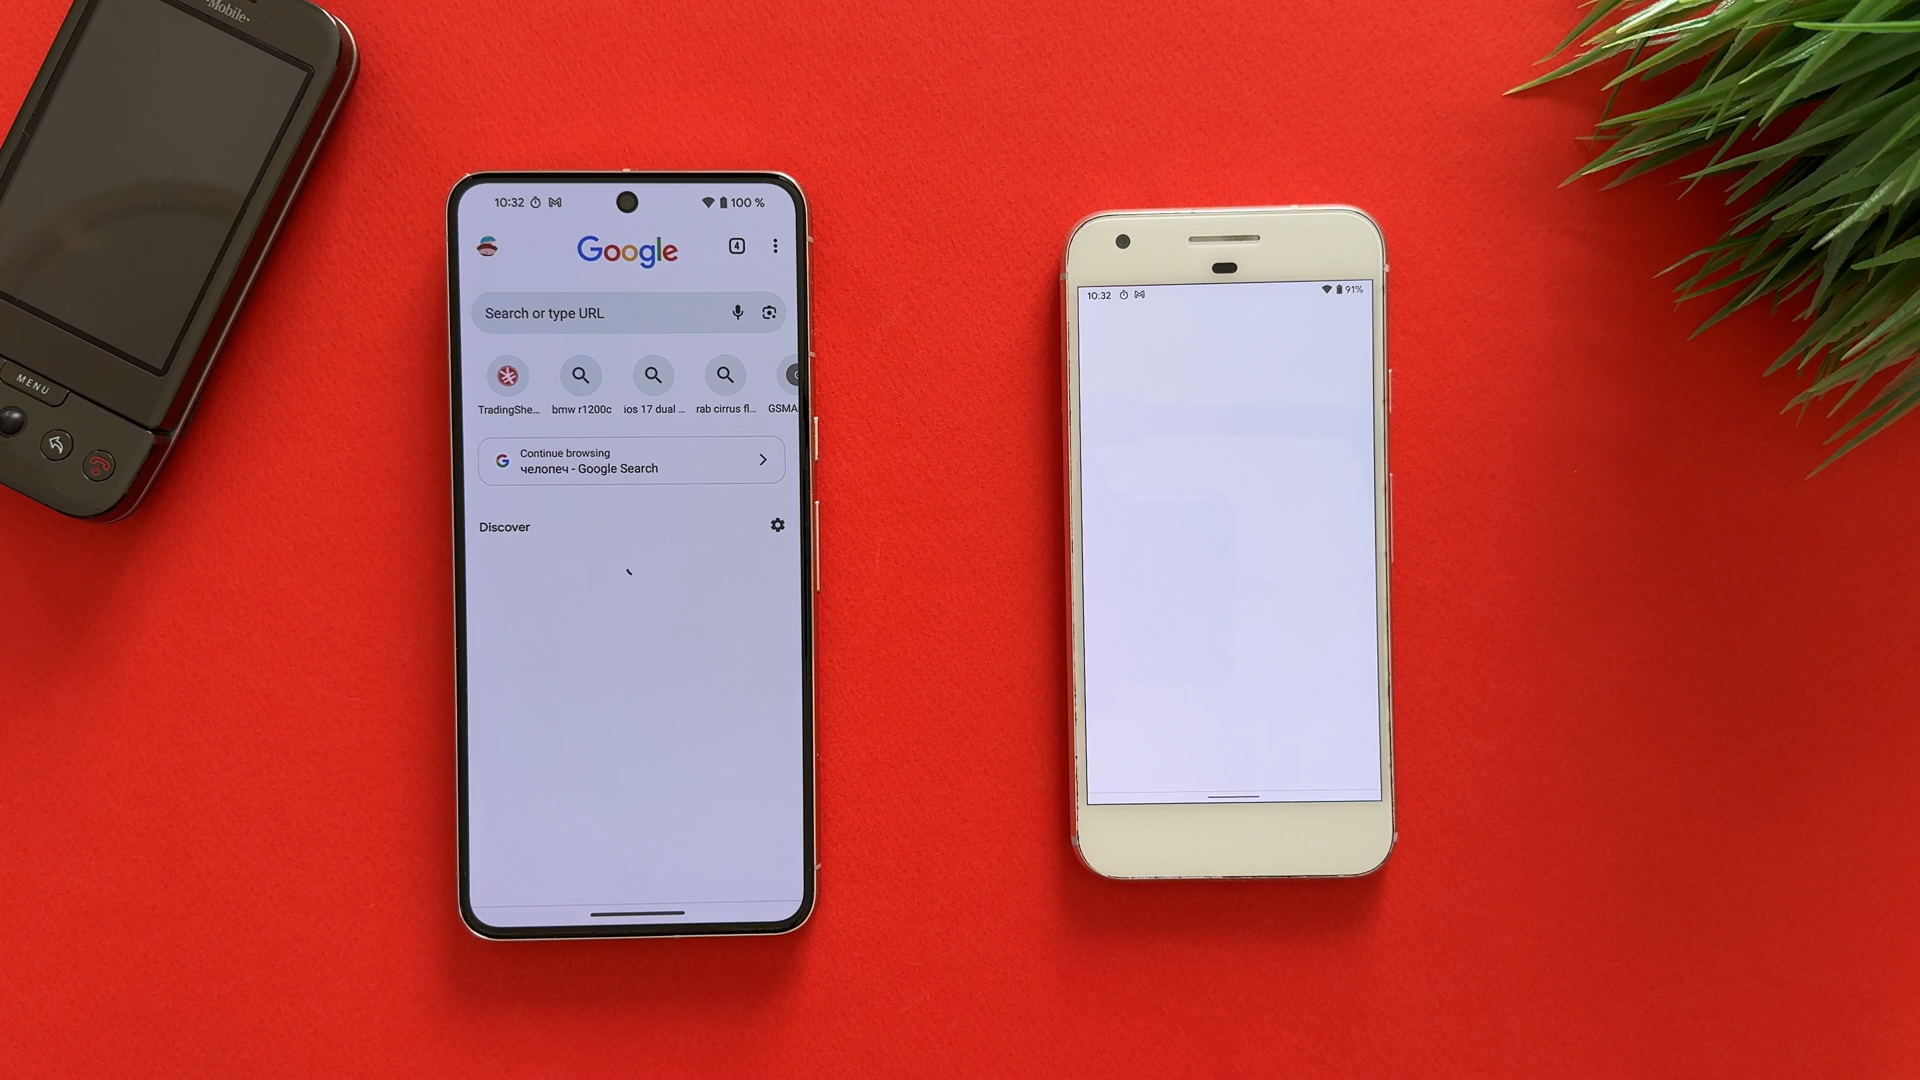 T-Mobile
MENU
10:32
100 %
Google
4
Search or type URL
TradingShe...
bmw r1200c
ios 17 dual ...
rab cirrus fl...
GSMA
Continue browsing
челопеч - Google Search
Discover
10:32
91%